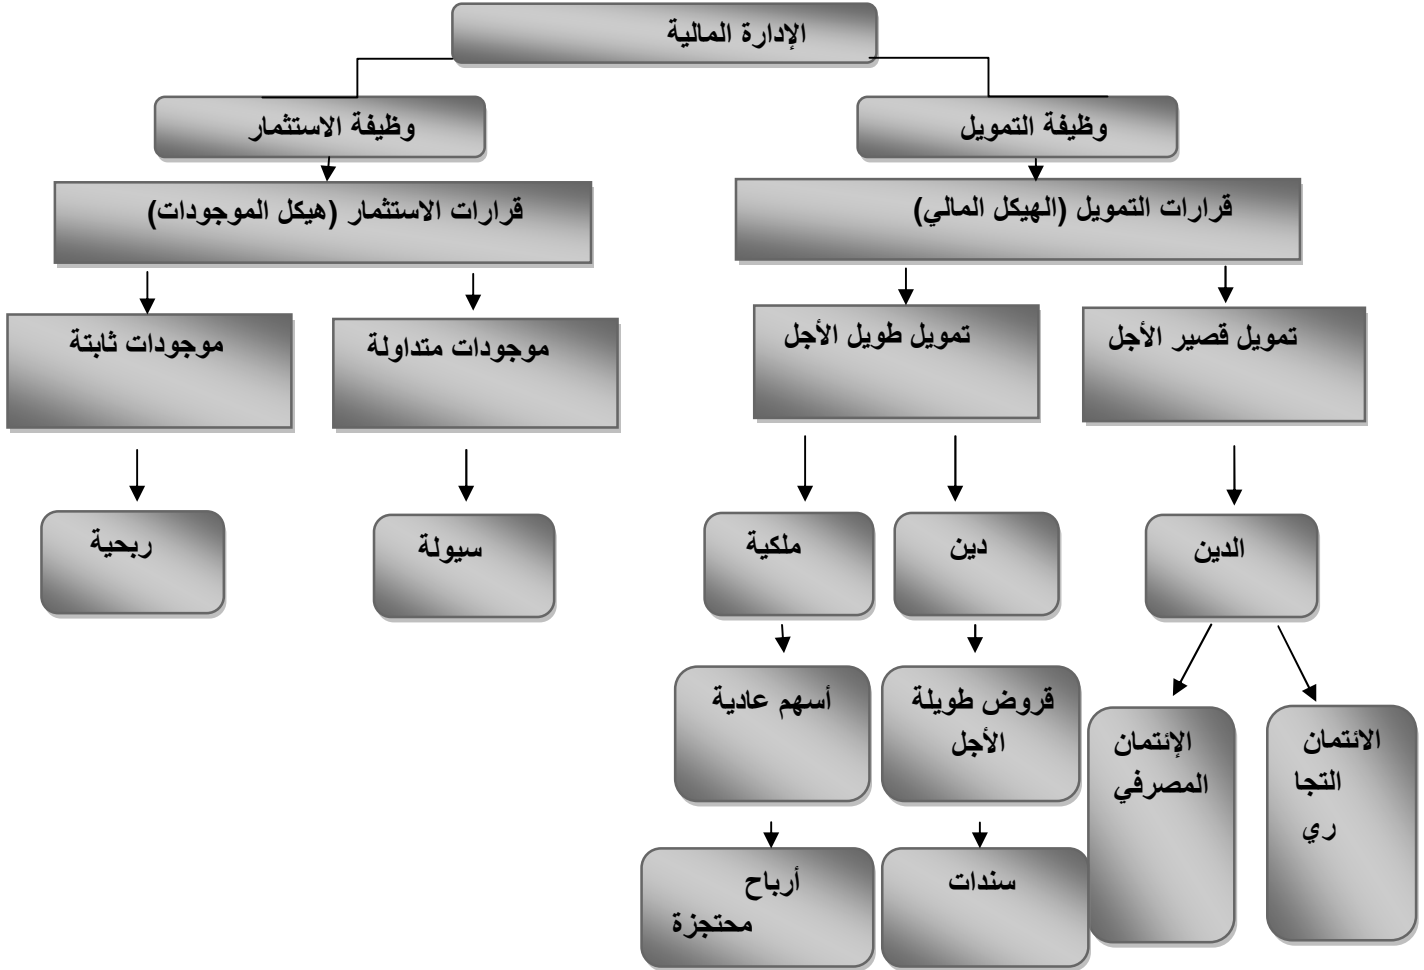 الإدارة المالية
وظيفة التمويل
وظيفة الاستثمار
قرارات التمويل (الهيكل المالي)
قرارات الاستثمار (هيكل الموجودات)
تمويل قصير الأجل
تمويل طويل الأجل
موجودات متداولة
موجودات ثابتة
الدين
دين
ملكية
سيولة
ربحية
الائتمان
التجا
ري
الإئتمان
المصرفي
قروض طويلة
الأجل
أسهم عادية
سندات
أرباح
محتجزة